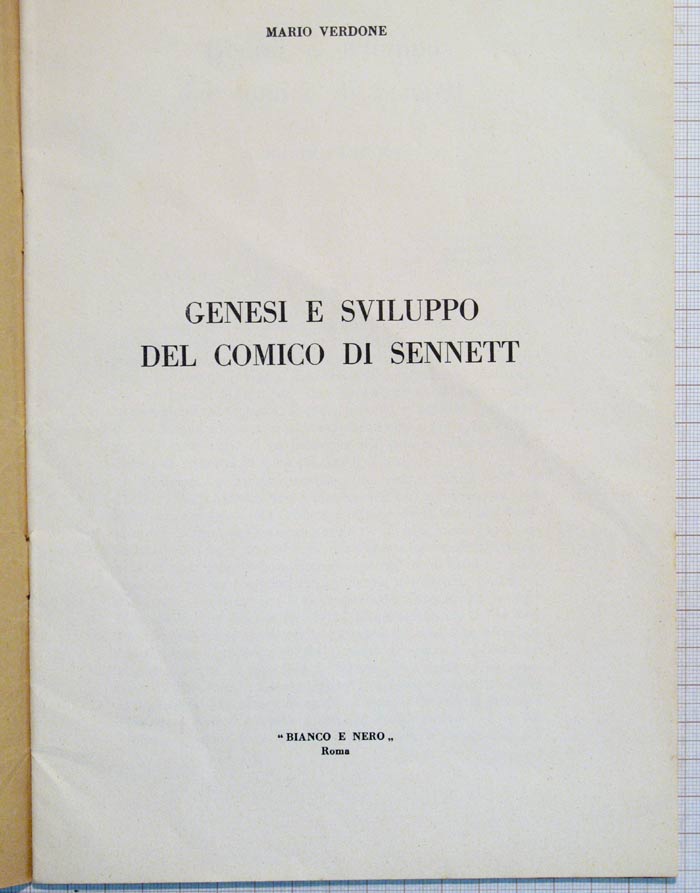 MARIO VERDONE
GENESI E SVILUPPO
DEL COMICO DI SENNETT
“ BIANCO E NERO „
Roma